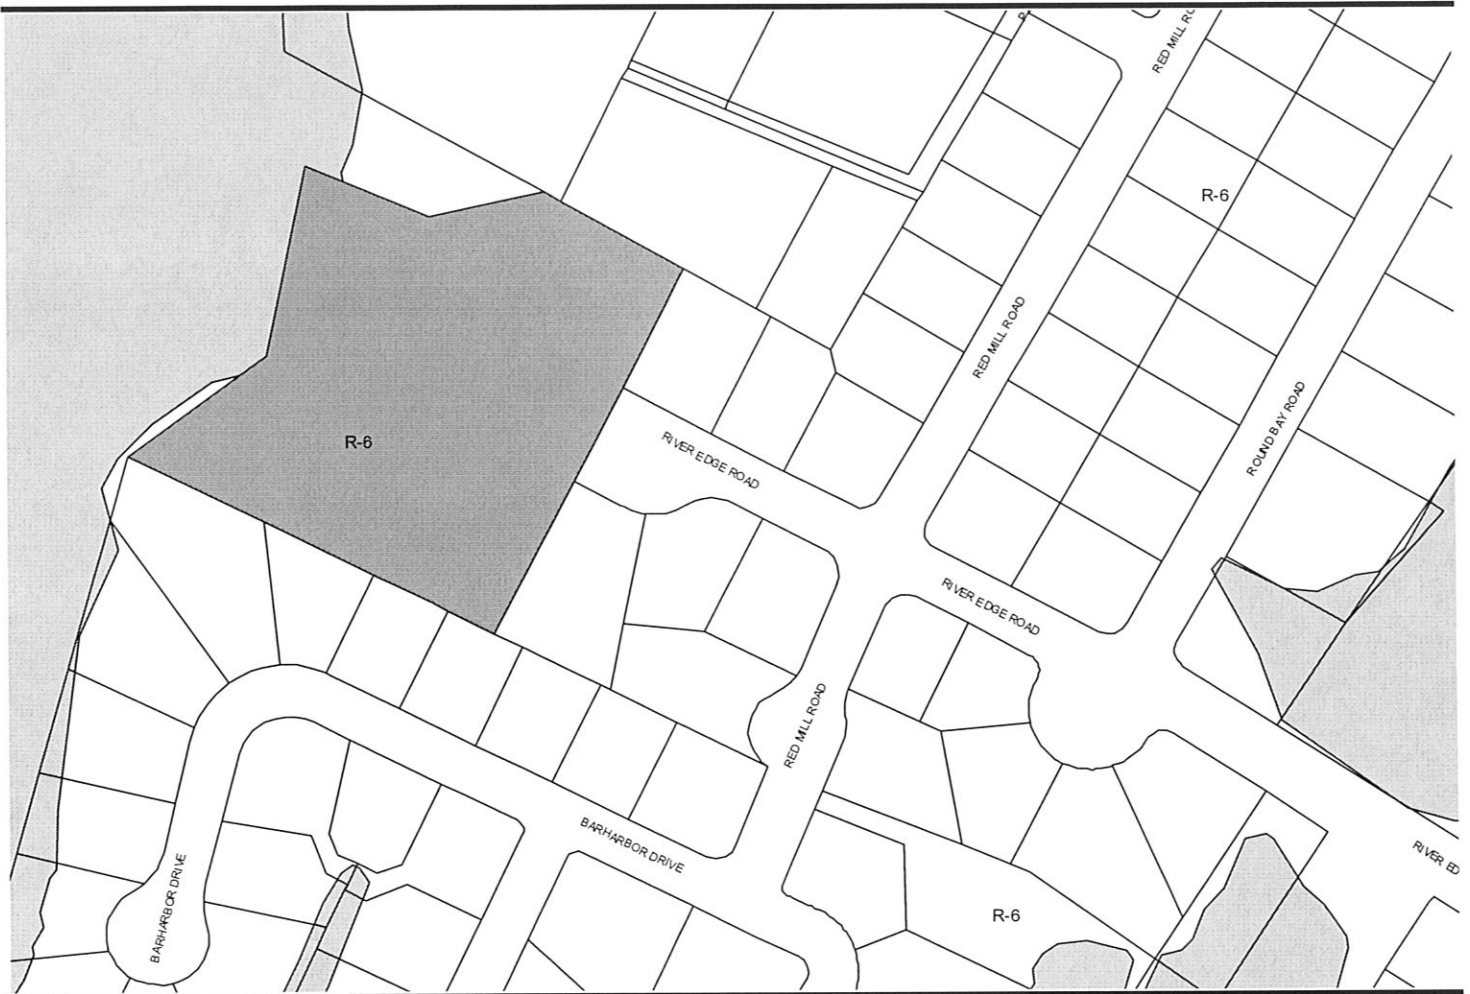 RED MILL RO
R-6
RED MILL ROAD
ROUND BAY ROAD
R-6
RIVER EDGE ROAD
RIVER EDGE ROAD
RED MILL ROAD
BARHARBOR DRIVE
RIVER ED
BARHARBOR DRIVE
R-6